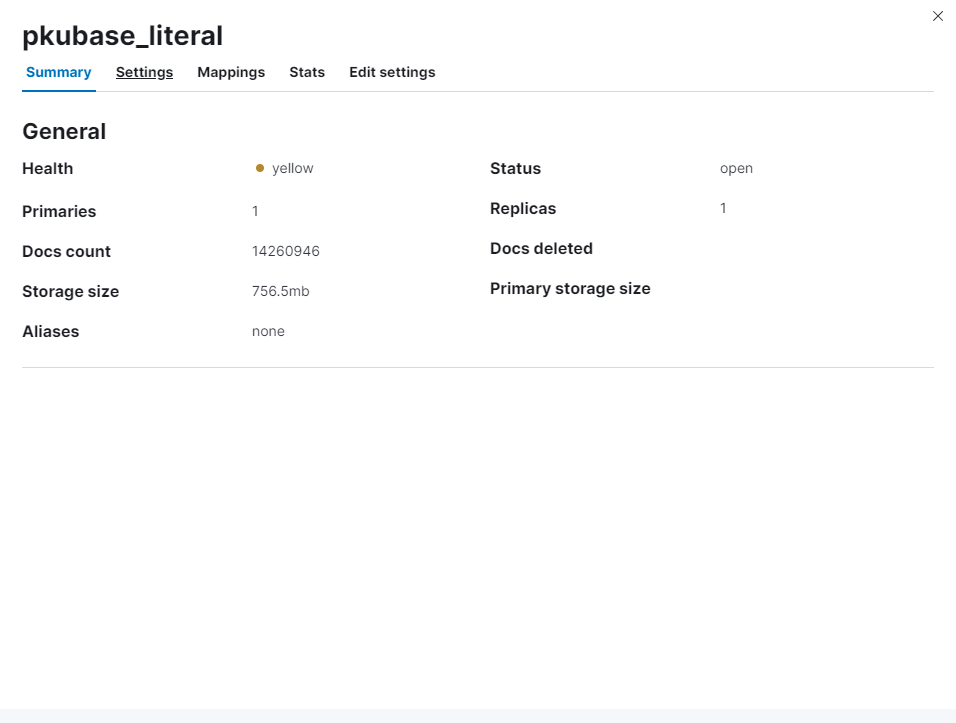 pkubase_literal
Summary Settings Mappings Stats Edit settings
General
Health yellow Status open
Primaries 1 Replicas 1
Docs count 14260946 Docs deleted
Storage size 756.5mb Primary storage size
Aliases none